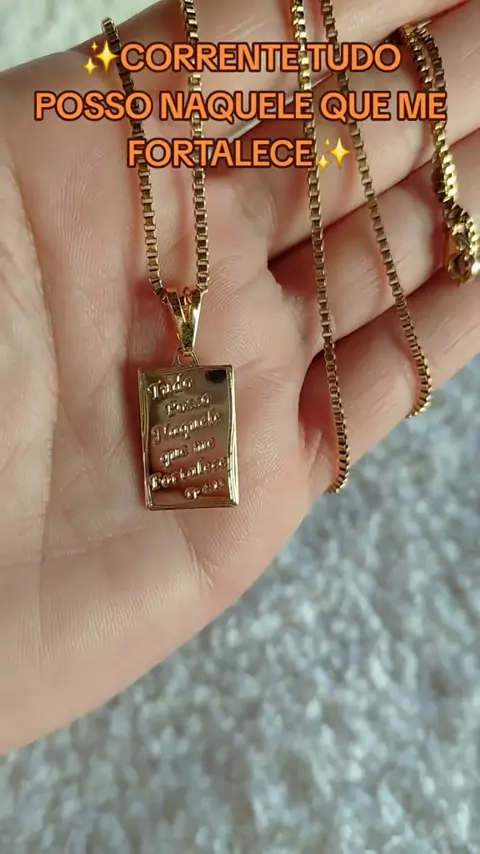 ✨CORRENTE TUDO
POSSO NAQUELE QUE ME
FORTALECE✨
Tudo
Posso
Naquele
que me
Fortalece